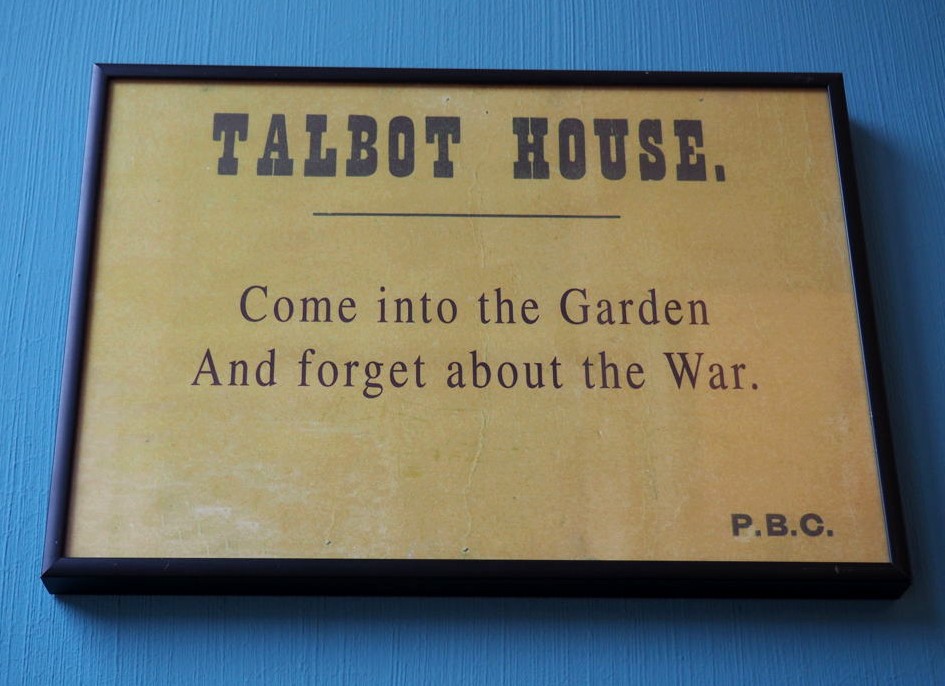 TALBOT HOUSE.
Come into the Garden
And forget about the War.
P.B.C.